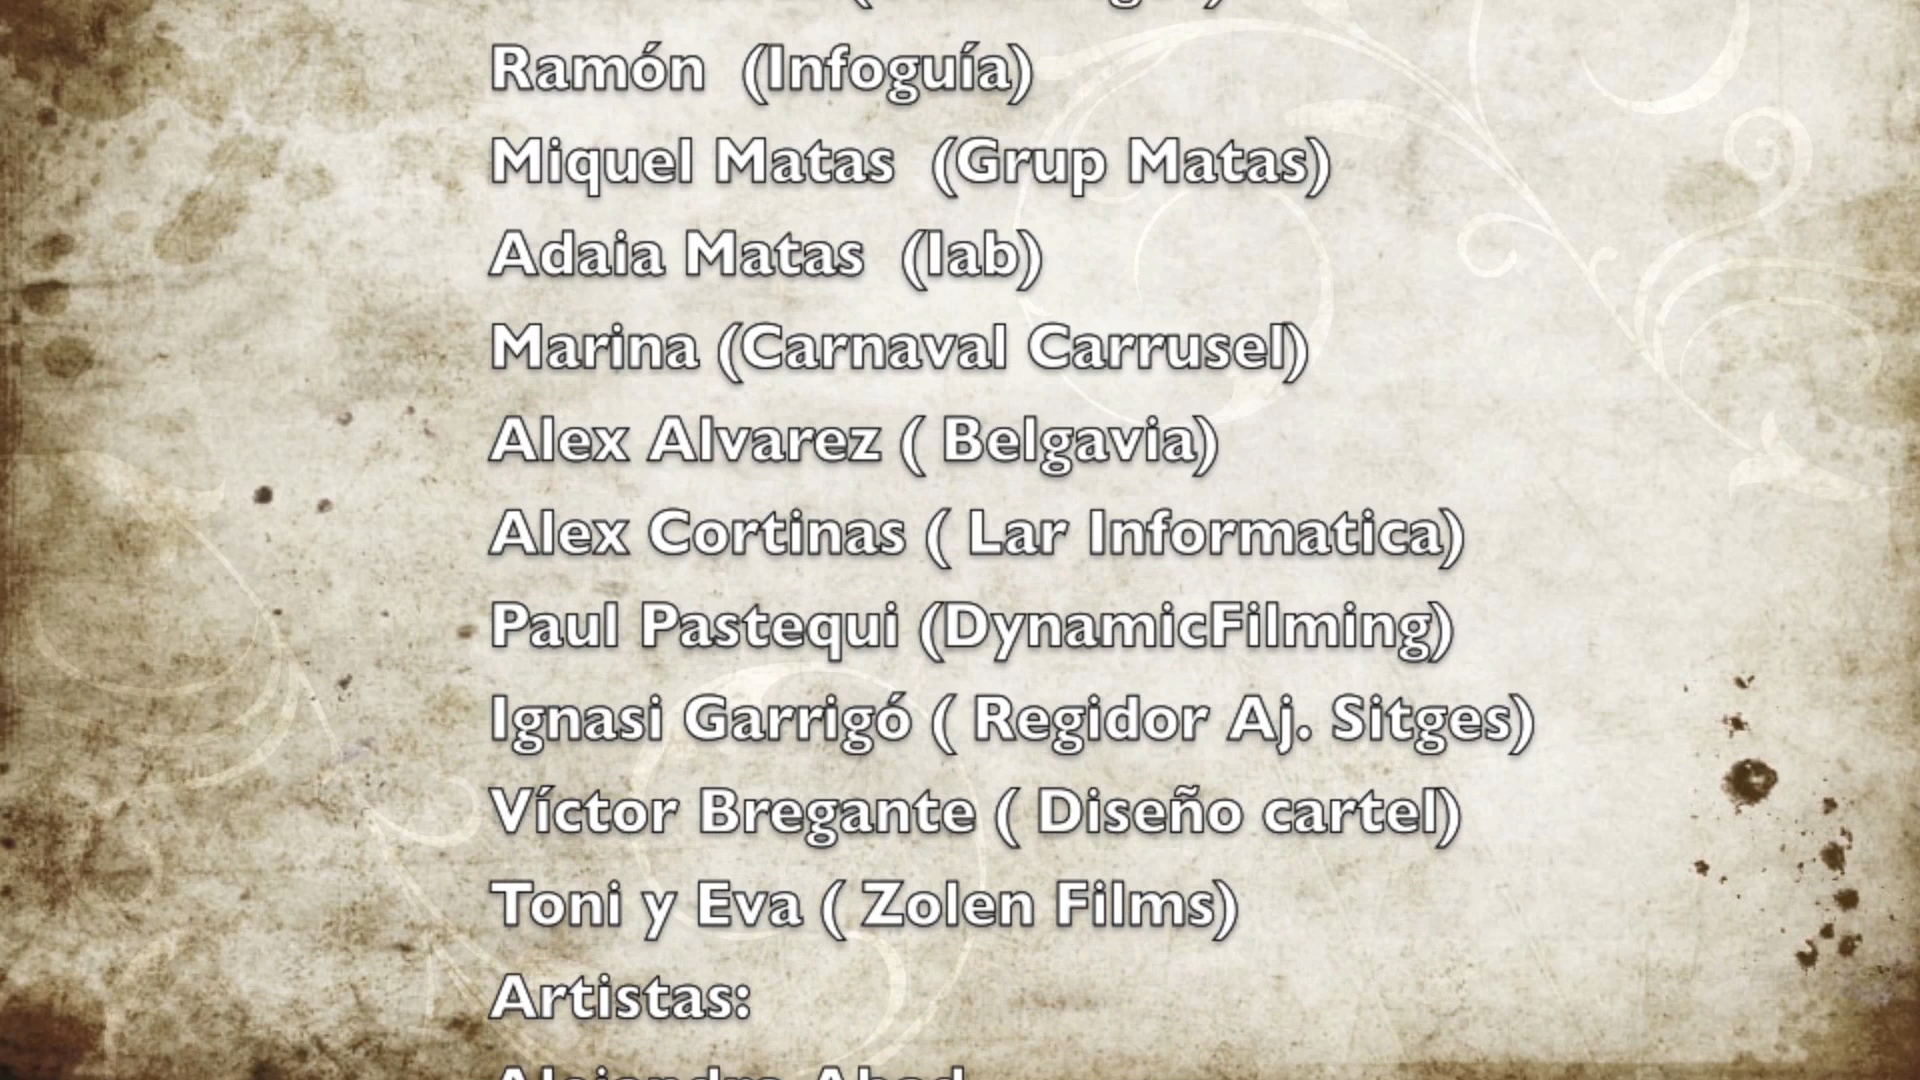 Ramón  (Infoguía)
Miquel Matas  (Grup Matas)
Adaia Matas  (Iab)
Marina (Carnaval Carrusel)
Alex Alvarez ( Belgavia)
Alex Cortinas ( Lar Informatica)
Paul Pastequi (DynamicFilming)
Ignasi Garrigó ( Regidor Aj. Sitges)
Víctor Bregante ( Diseño cartel)
Toni y Eva ( Zolen Films)
Artistas: